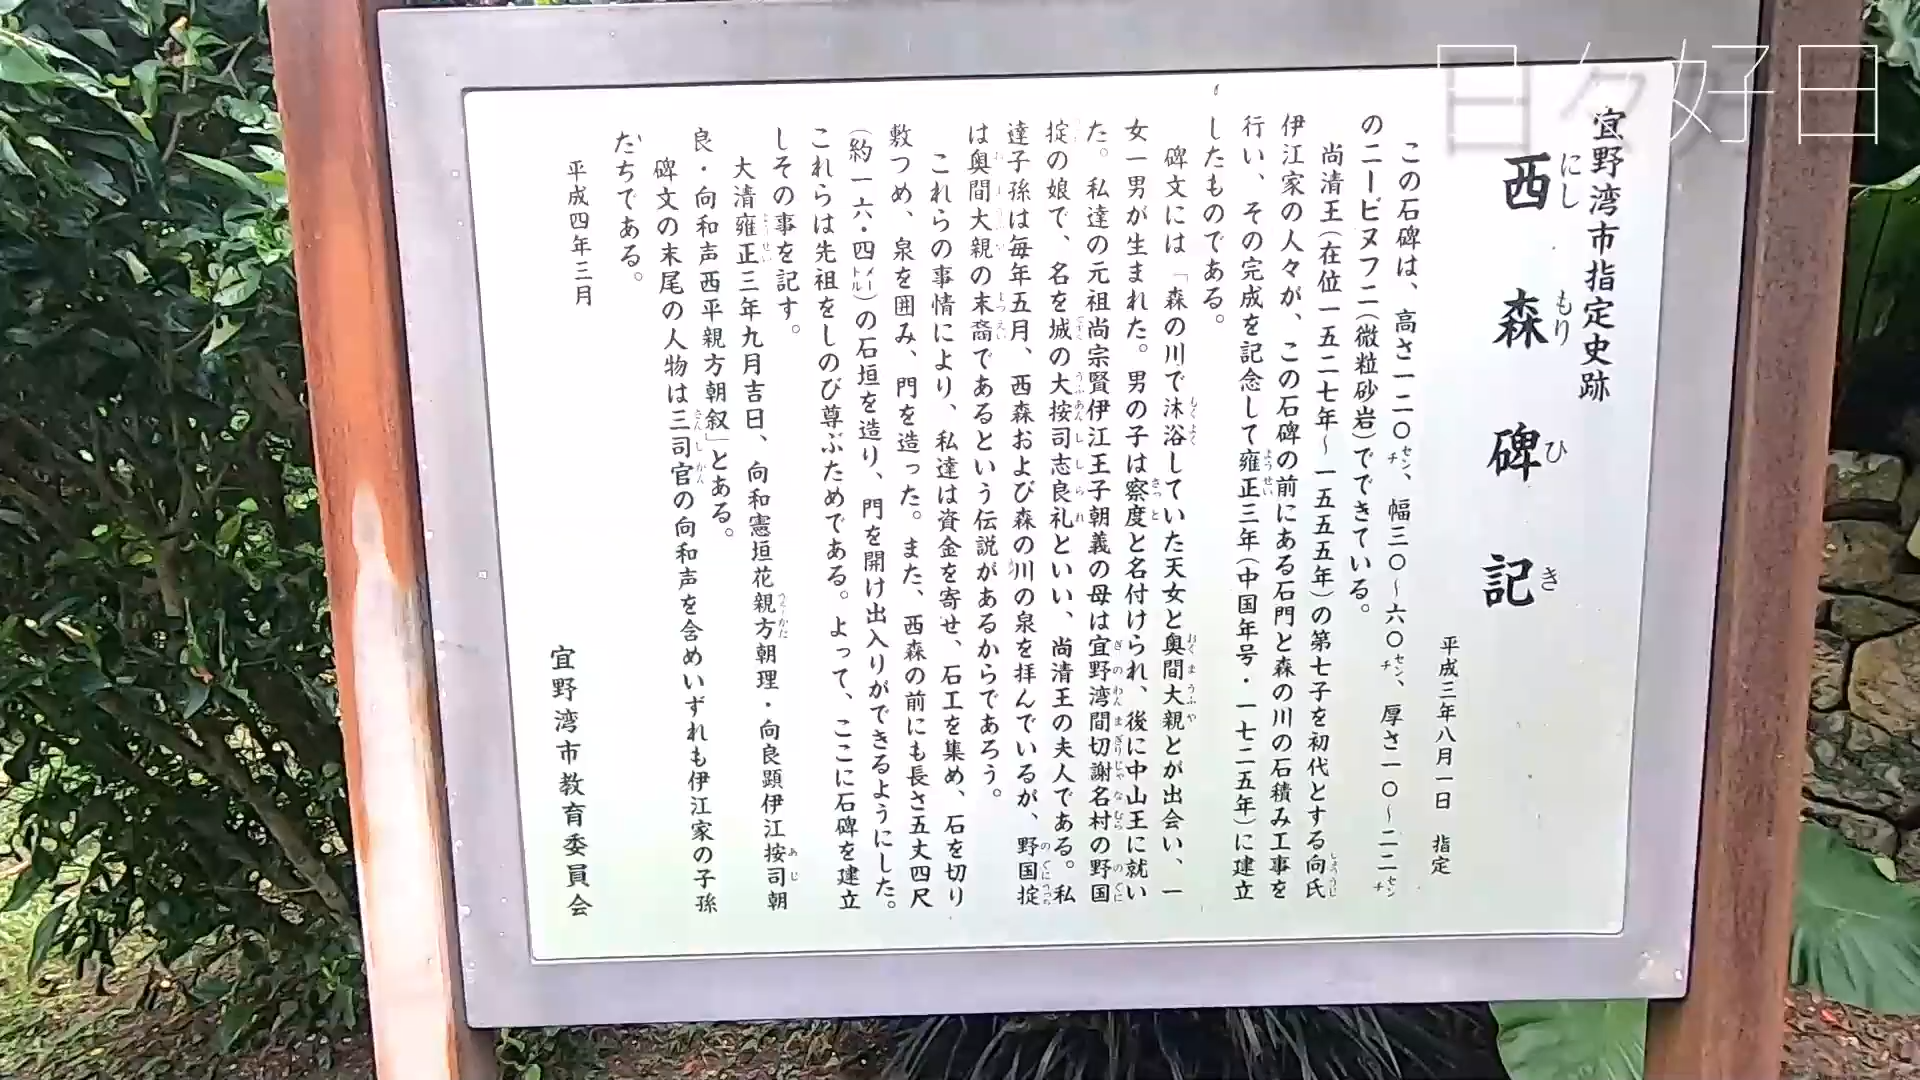 日々好日
宜野湾市指定史跡
西森碑記
にし もり ひ き
平成三年八月一日 指定
この石碑は、高さ一二〇センチ、幅三〇～六〇センチ、厚さ一〇～二二センチ
のニービヌフニ（微粒砂岩）でできている。
尚清王（在位一五二七年～一五五五年）の第七子を初代とする向氏
伊江家の人々が、この石碑の前にある石門と森の川の石積み工事を
行い、その完成を記念して雍正三年（中国年号・一七二五年）に建立
したものである。
碑文には「森の川で沐浴していた天女と奥間大親とが出会い、一
女一男が生まれた。男の子は察度と名付けられ、後に中山王に就い
た。私達の元祖尚宗賢伊江王子朝義の母は宜野湾間切謝名村の野国
掟の娘で、名を城の大按司志良礼といい、尚清王の夫人である。私
達子孫は毎年五月、西森および森の川の泉を拝んでいるが、野国掟
は奥間大親の末裔であるという伝説があるからであろう。
これらの事情により、私達は資金を寄せ、石工を集め、石を切り
敷つめ、泉を囲み、門を造った。また、西森の前にも長さ五丈四尺
（約一六・四メートル）の石垣を造り、門を開け出入りができるようにした。
これらは先祖をしのび尊ぶためである。よって、ここに石碑を建立
しその事を記す。
大清雍正三年九月吉日、向和憲垣花親方朝理・向良顕伊江按司朝
良・向和声西平親方朝叙」とある。
碑文の末尾の人物は三司官の向和声を含めいずれも伊江家の子孫
たちである。
平成四年三月
宜野湾市教育委員会